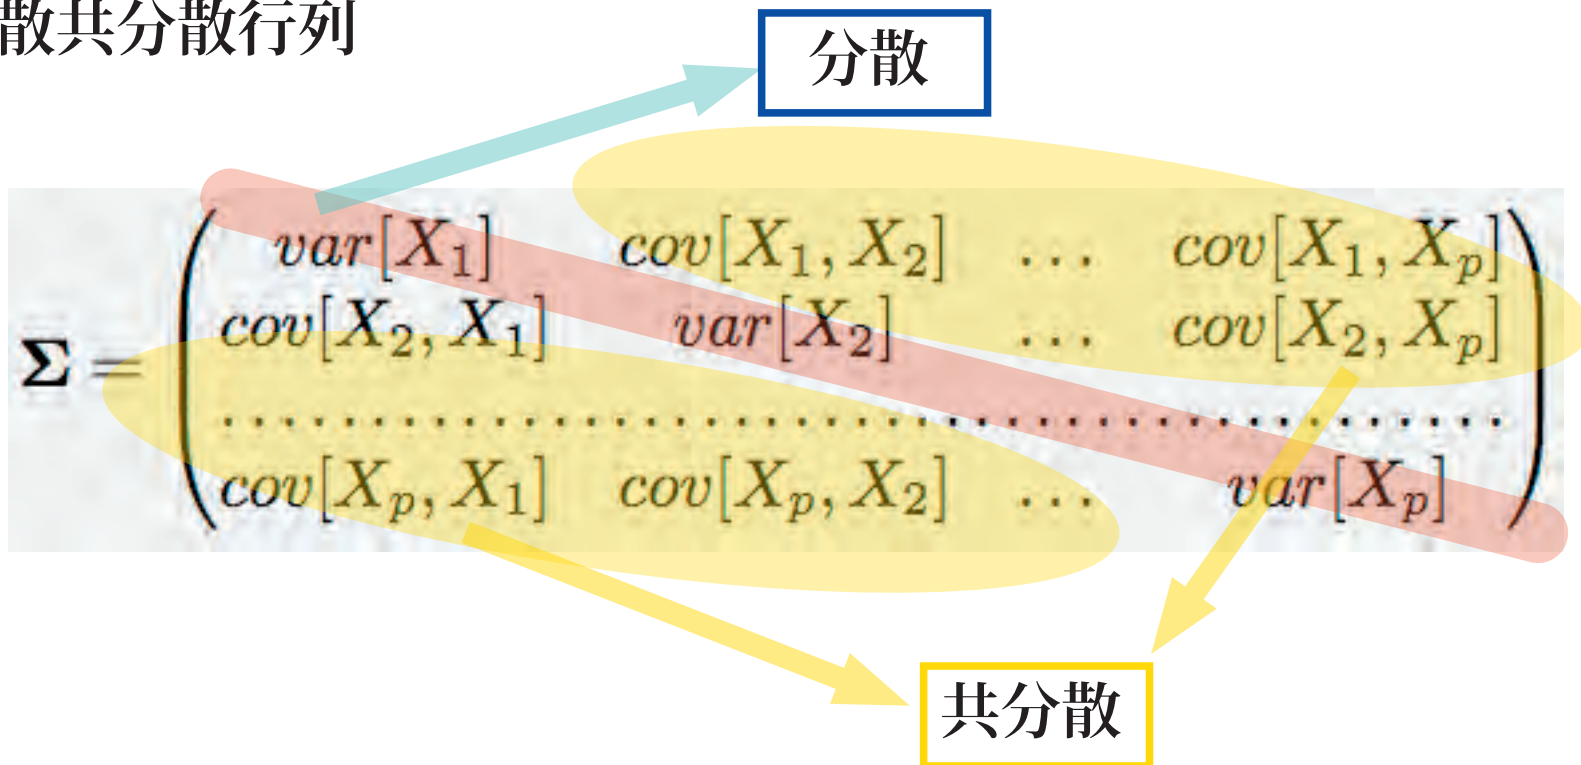 散共分散行列
分散
var[X₁] cov[X₁, X₂] ... cov[X₁, Xₚ]
cov[X₂, X₁] var[X₂] ... cov[X₂, Xₚ]
Σ =
........................................
cov[Xₚ, X₁] cov[Xₚ, X₂] ... var[Xₚ]
共分散